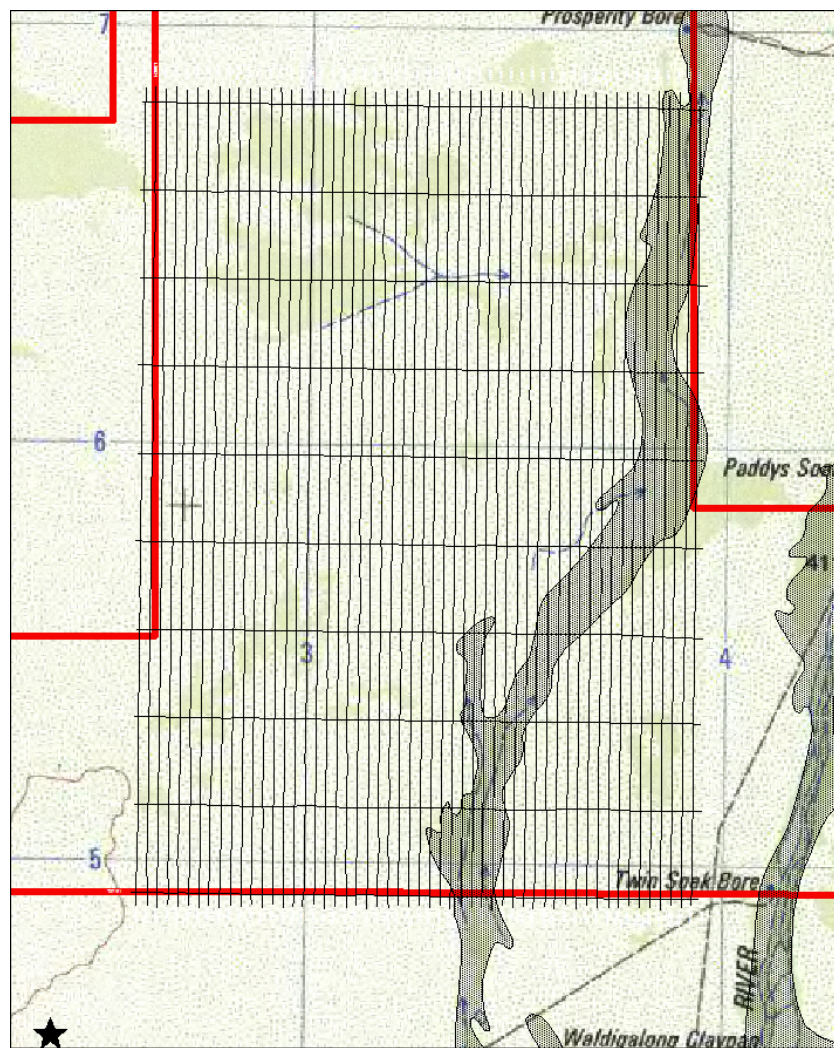 Prosperity Bore
7
6
Paddys Soa
41
3
4
5
Twin Soak Bore
RIVER
Waldigalong Claypan